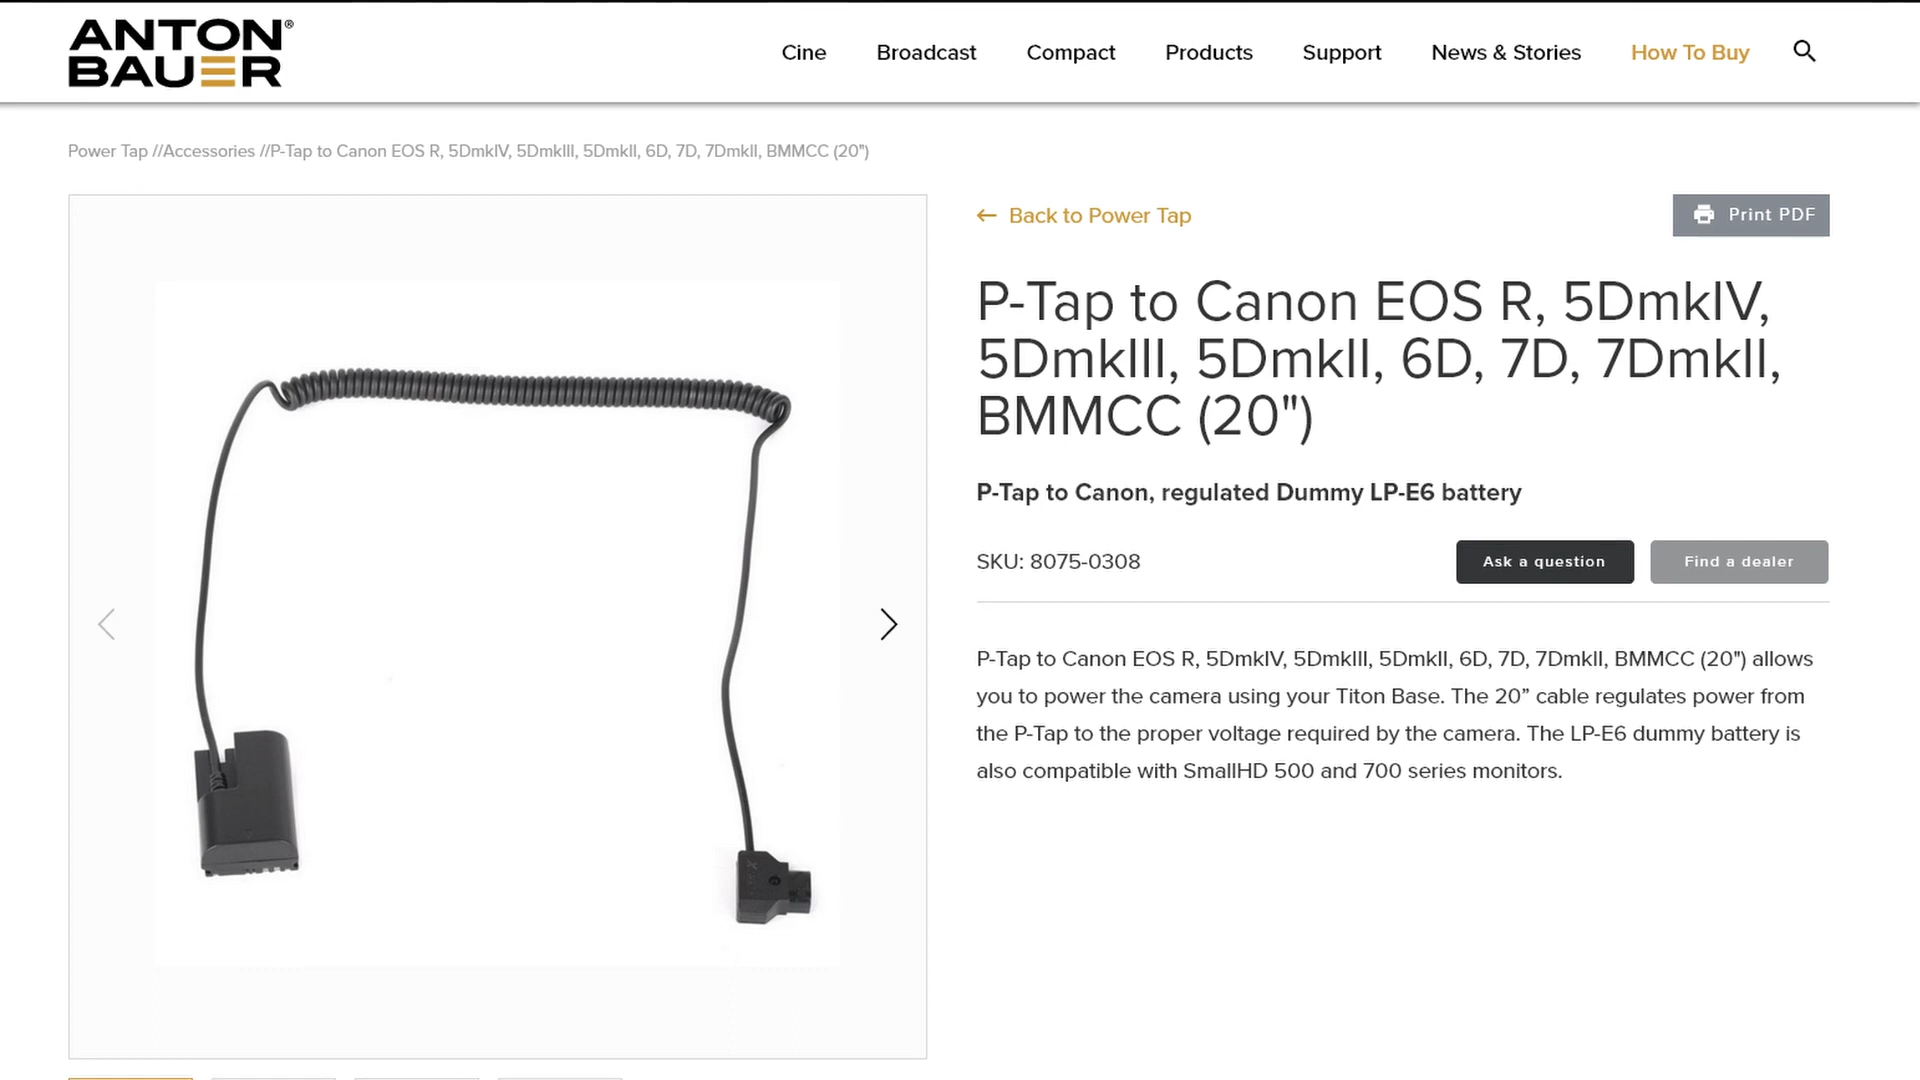 ANTON®
BAUER
Cine
Broadcast
Compact
Products
Support
News & Stories
How To Buy
Power Tap //Accessories //P-Tap to Canon EOS R, 5DmkIV, 5DmkIII, 5DmkII, 6D, 7D, 7DmkII, BMMCC (20")
← Back to Power Tap
Print PDF
P-Tap to Canon EOS R, 5DmkIV,
5DmkIII, 5DmkII, 6D, 7D, 7DmkII,
BMMCC (20")
P-Tap to Canon, regulated Dummy LP-E6 battery
SKU: 8075-0308
Ask a question
Find a dealer
P-Tap to Canon EOS R, 5DmkIV, 5DmkIII, 5DmkII, 6D, 7D, 7DmkII, BMMCC (20") allows
you to power the camera using your Titon Base. The 20” cable regulates power from
the P-Tap to the proper voltage required by the camera. The LP-E6 dummy battery is
also compatible with SmallHD 500 and 700 series monitors.